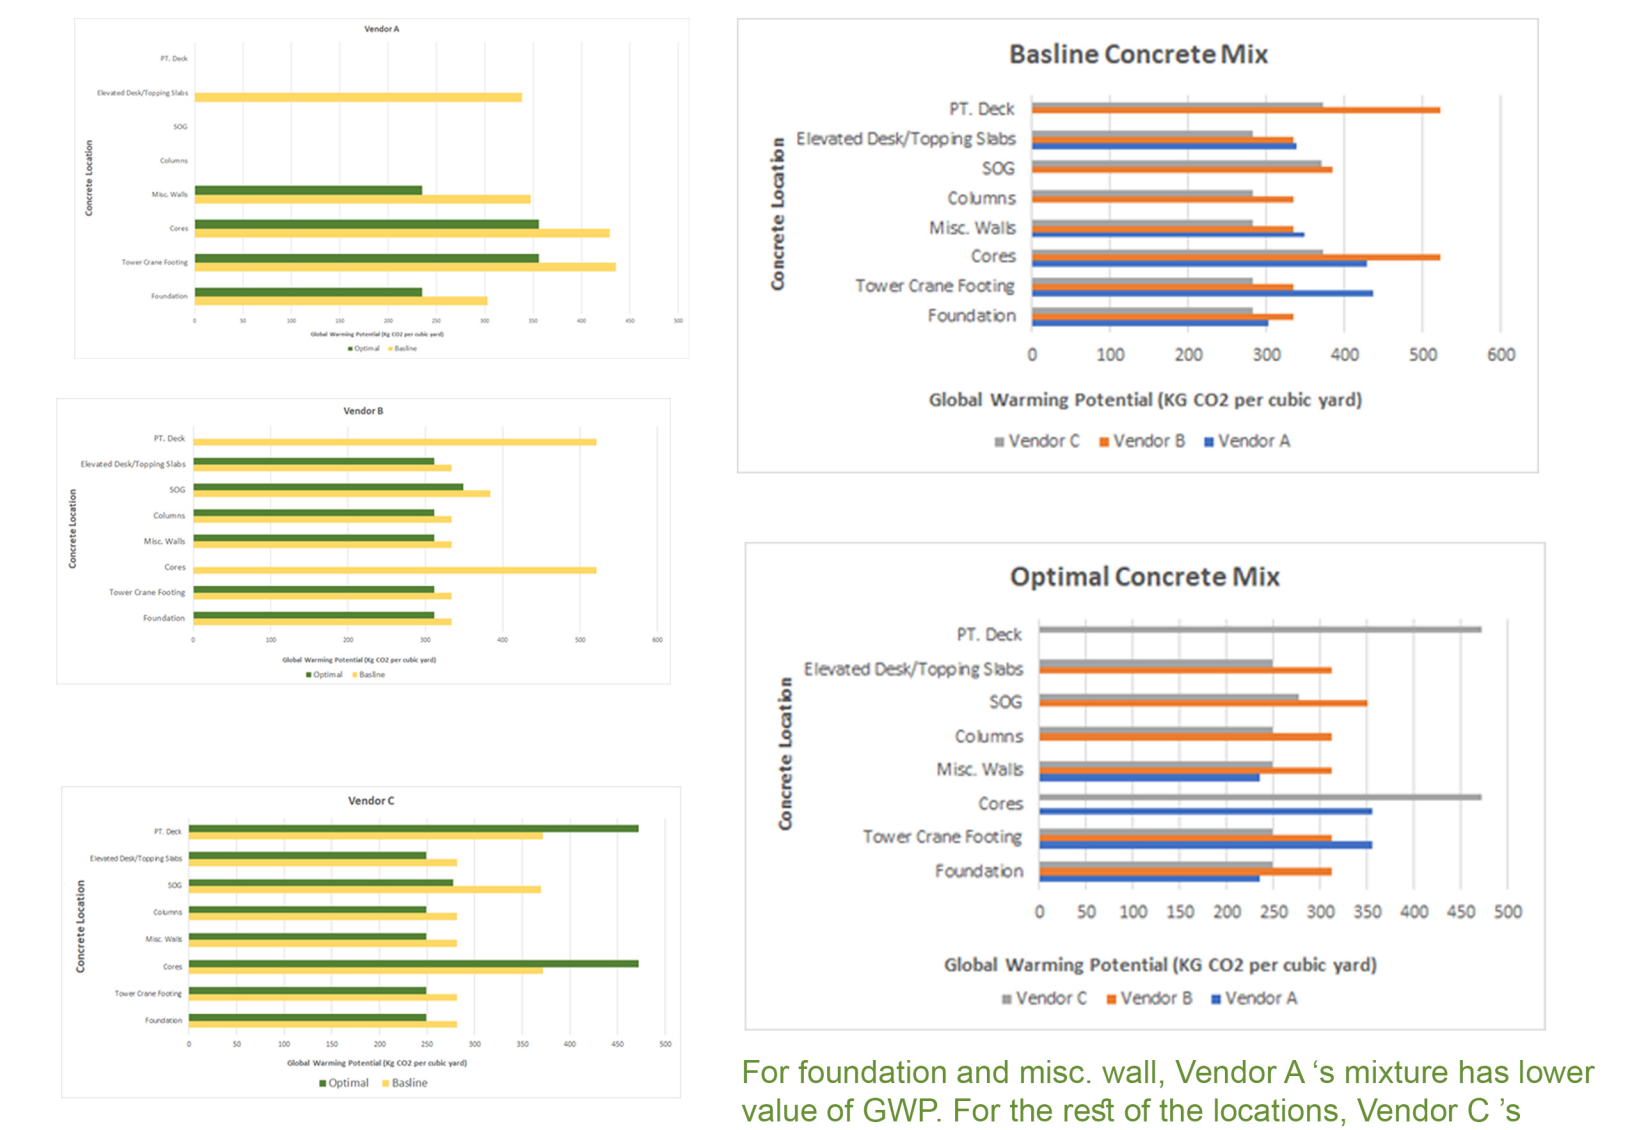 Vendor A
Concrete Location
PT. Deck
Elevated Desk/Topping Slabs
SOG
Columns
Misc. Walls
Cores
Tower Crane Footing
Foundation
0 50 100 150 200 250 300 350 400 450 500
Global Warming Potential (Kg CO2 per cubic yard)
Optimal Basline
Vendor B
Concrete Location
PT. Deck
Elevated Desk/Topping Slabs
SOG
Columns
Misc. Walls
Cores
Tower Crane Footing
Foundation
0 100 200 300 400 500 600
Global Warming Potential (Kg CO2 per cubic yard)
Optimal Basline
Vendor C
Concrete Location
PT. Deck
Elevated Desk/Topping Slabs
SOG
Columns
Misc. Walls
Cores
Tower Crane Footing
Foundation
0 50 100 150 200 250 300 350 400 450 500
Global Warming Potential (Kg CO2 per cubic yard)
Optimal Basline
Basline Concrete Mix
Concrete Location
PT. Deck
Elevated Desk/Topping Slabs
SOG
Columns
Misc. Walls
Cores
Tower Crane Footing
Foundation
0 100 200 300 400 500 600
Global Warming Potential (KG CO2 per cubic yard)
Vendor C Vendor B Vendor A
Optimal Concrete Mix
Concrete Location
PT. Deck
Elevated Desk/Topping Slabs
SOG
Columns
Misc. Walls
Cores
Tower Crane Footing
Foundation
0 50 100 150 200 250 300 350 400 450 500
Global Warming Potential (KG CO2 per cubic yard)
Vendor C Vendor B Vendor A
For foundation and misc. wall, Vendor A ‘s mixture has lower
value of GWP. For the rest of the locations, Vendor C ’s